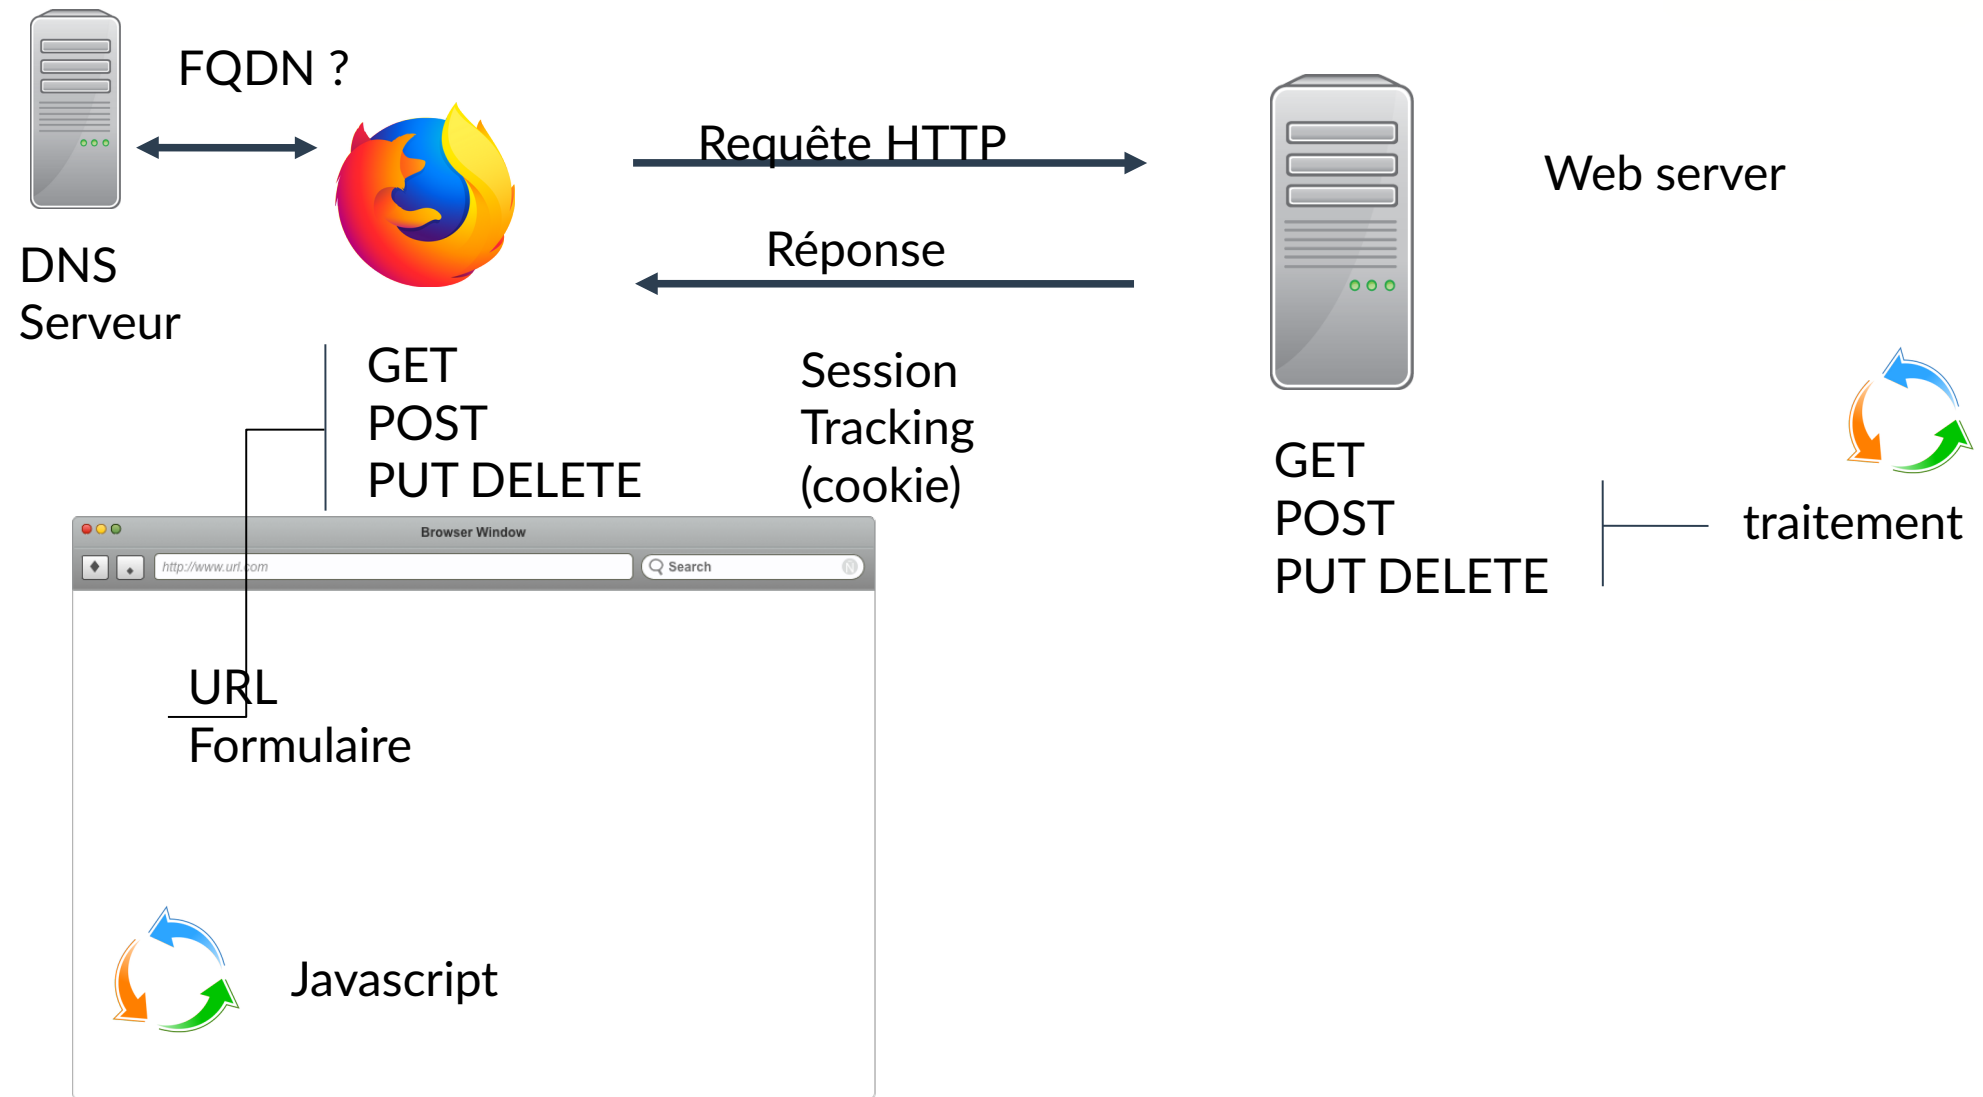 FQDN ?
DNS
Serveur
Requête HTTP
Réponse
Web server
GET
POST
PUT DELETE
Session
Tracking
(cookie)
GET
POST
PUT DELETE
traitement
Browser Window
http://www.url.com
Search
N
URL
Formulaire
Javascript